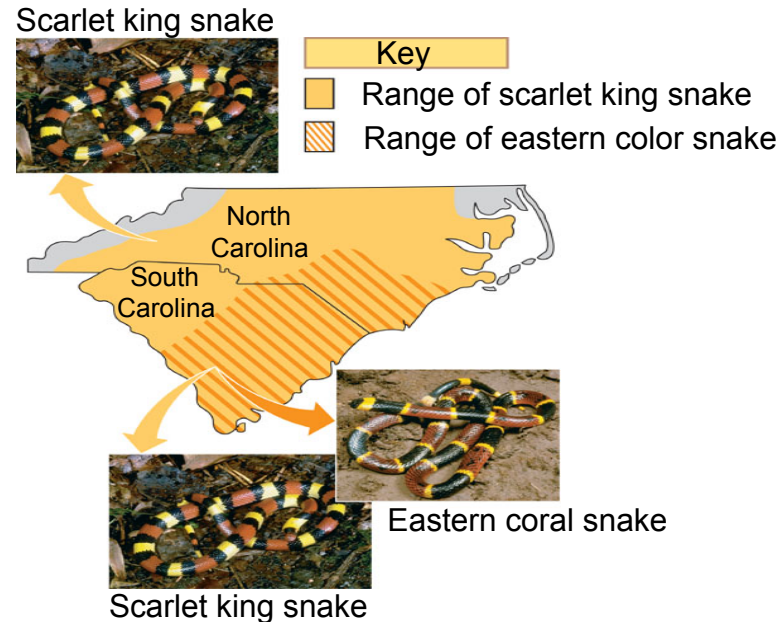 Scarlet king snake
Key
Range of scarlet king snake
Range of eastern color snake
North
Carolina
South
Carolina
Eastern coral snake
Scarlet king snake